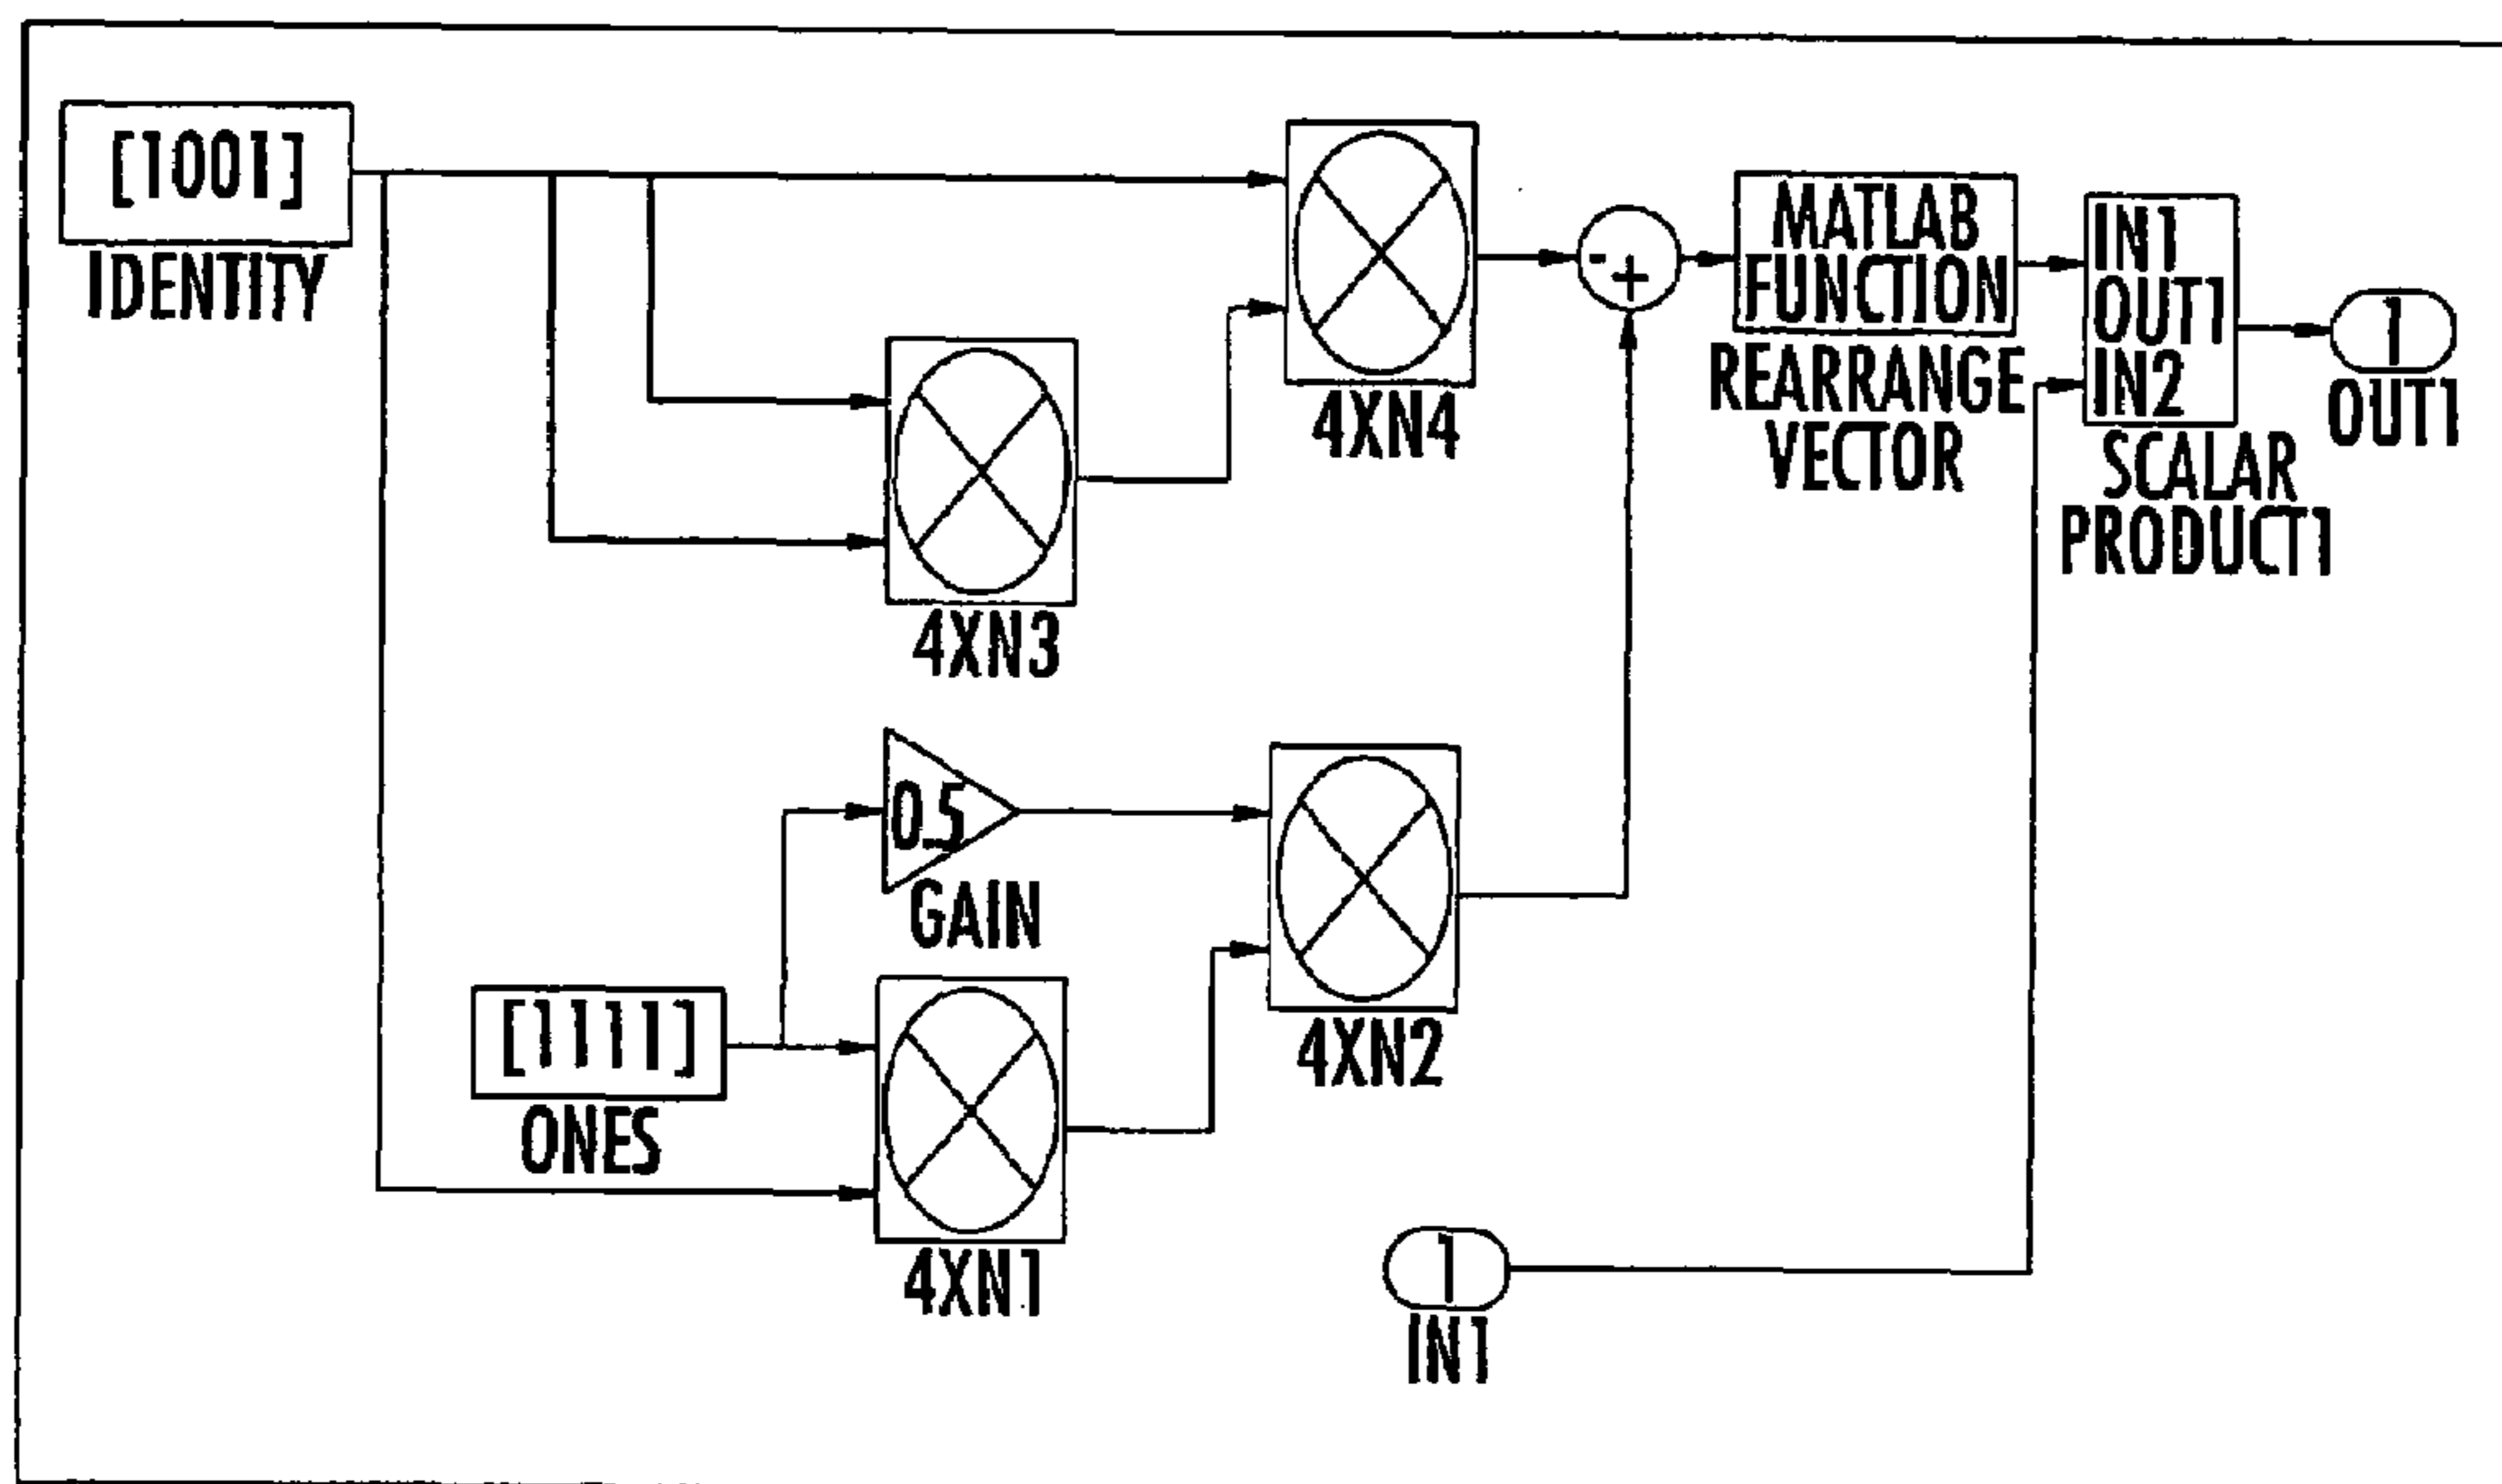 [1001]
IDENTITY
4XN4
-
+
MATLAB
FUNCTION
REARRANGE
VECTOR
IN1
OUT1
IN2
SCALAR
PRODUCT1
1
OUT1
4XN3
0.5
GAIN
4XN2
[1111]
ONES
4XN1
1
IN1